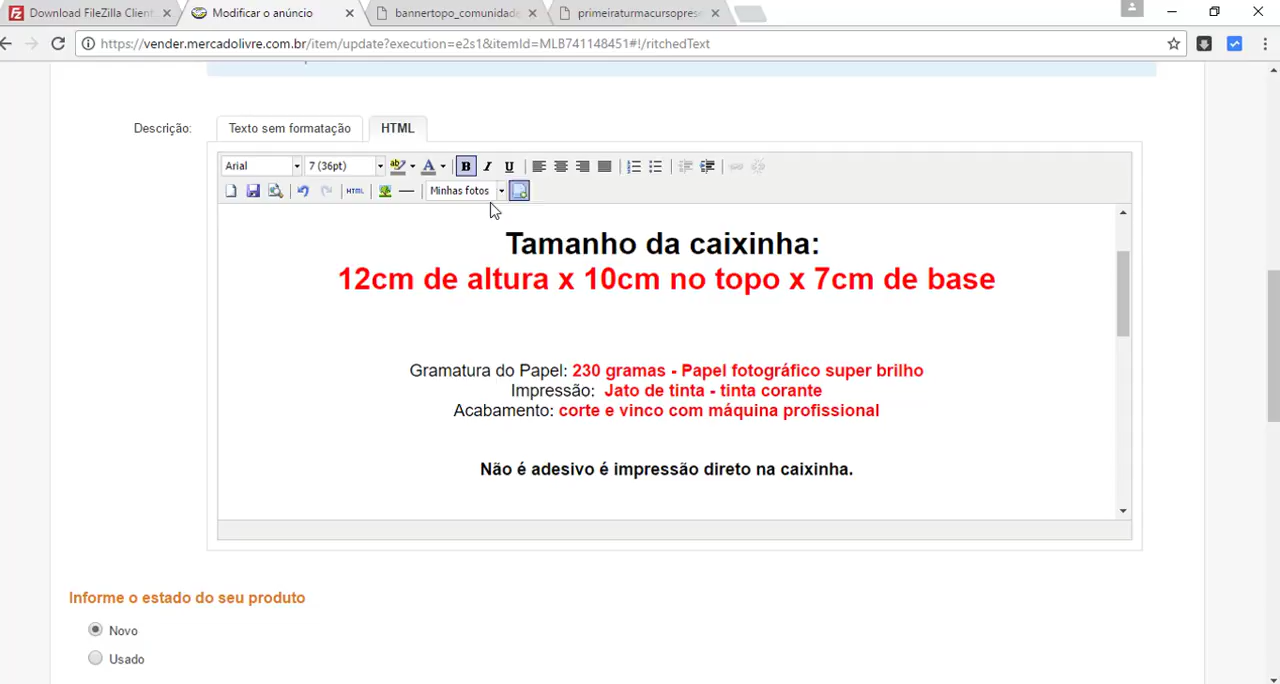 Download FileZilla Client
Modificar o anúncio
bannertopo_comunidade
primeiraturmacursoprese
https://vender.mercadolivre.com.br/item/update?execution=e2s1&itemId=MLB741148451#!/ritchedText
Descrição:
Texto sem formatação
HTML
Arial
7 (36pt)
ab
A
B
I
U
HTML
Minhas fotos
Tamanho da caixinha:
12cm de altura x 10cm no topo x 7cm de base
Gramatura do Papel: 230 gramas - Papel fotográfico super brilho
Impressão: Jato de tinta - tinta corante
Acabamento: corte e vinco com máquina profissional
Não é adesivo é impressão direto na caixinha.
Informe o estado do seu produto
Novo
Usado